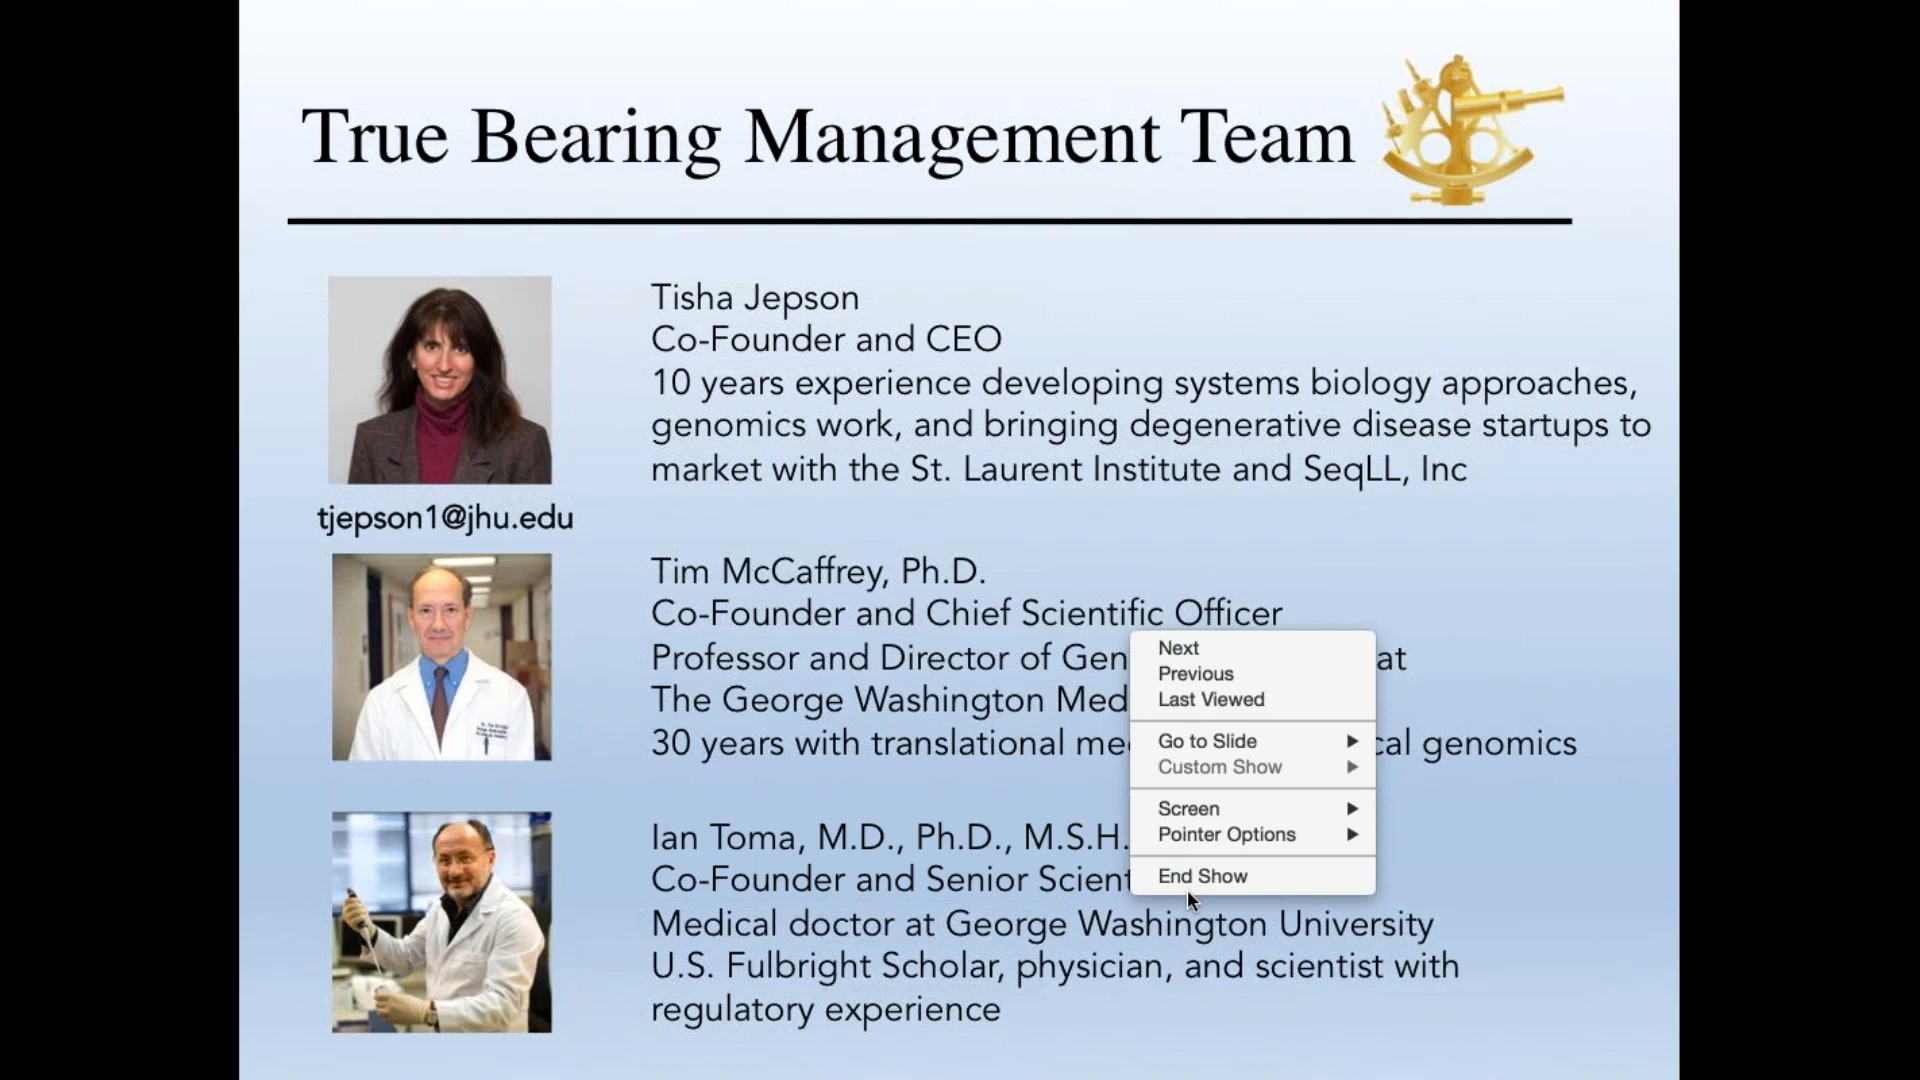 True Bearing Management Team
Tisha Jepson
Co-Founder and CEO
10 years experience developing systems biology approaches,
genomics work, and bringing degenerative disease startups to
market with the St. Laurent Institute and SeqLL, Inc
tjepson1@jhu.edu
Tim McCaffrey, Ph.D.
Co-Founder and Chief Scientific Officer
Professor and Director of Gen at
The George Washington Med
30 years with translational me cal genomics
Ian Toma, M.D., Ph.D., M.S.H.
Co-Founder and Senior Scient
Medical doctor at George Washington University
U.S. Fulbright Scholar, physician, and scientist with
regulatory experience
Next
Previous
Last Viewed
Go to Slide
Custom Show
Screen
Pointer Options
End Show